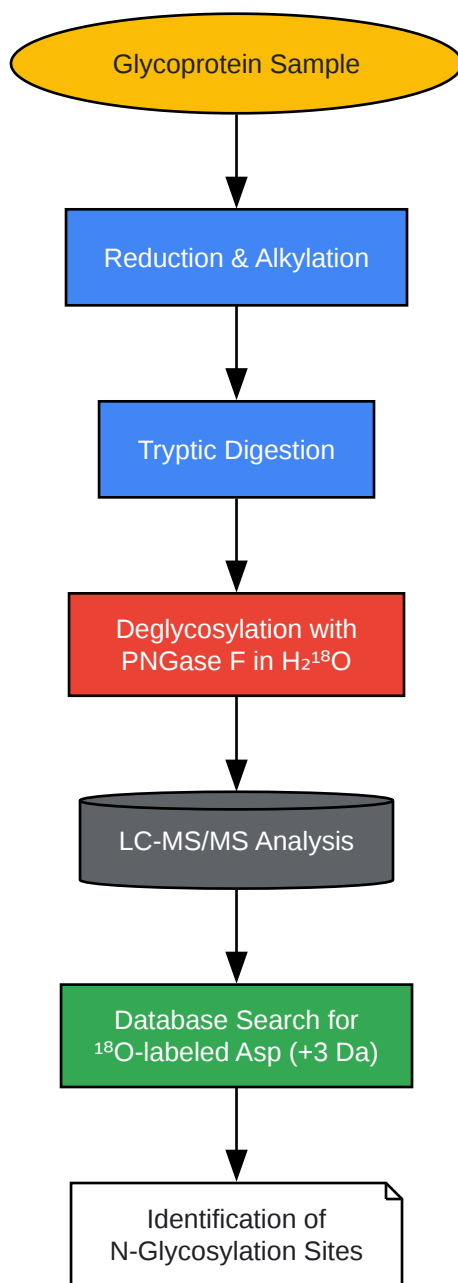 Glycoprotein Sample
Reduction & Alkylation
Tryptic Digestion
Deglycosylation with
PNGase F in H₂¹⁸O
LC-MS/MS Analysis
Database Search for
¹⁸O-labeled Asp (+3 Da)
Identification of
N-Glycosylation Sites